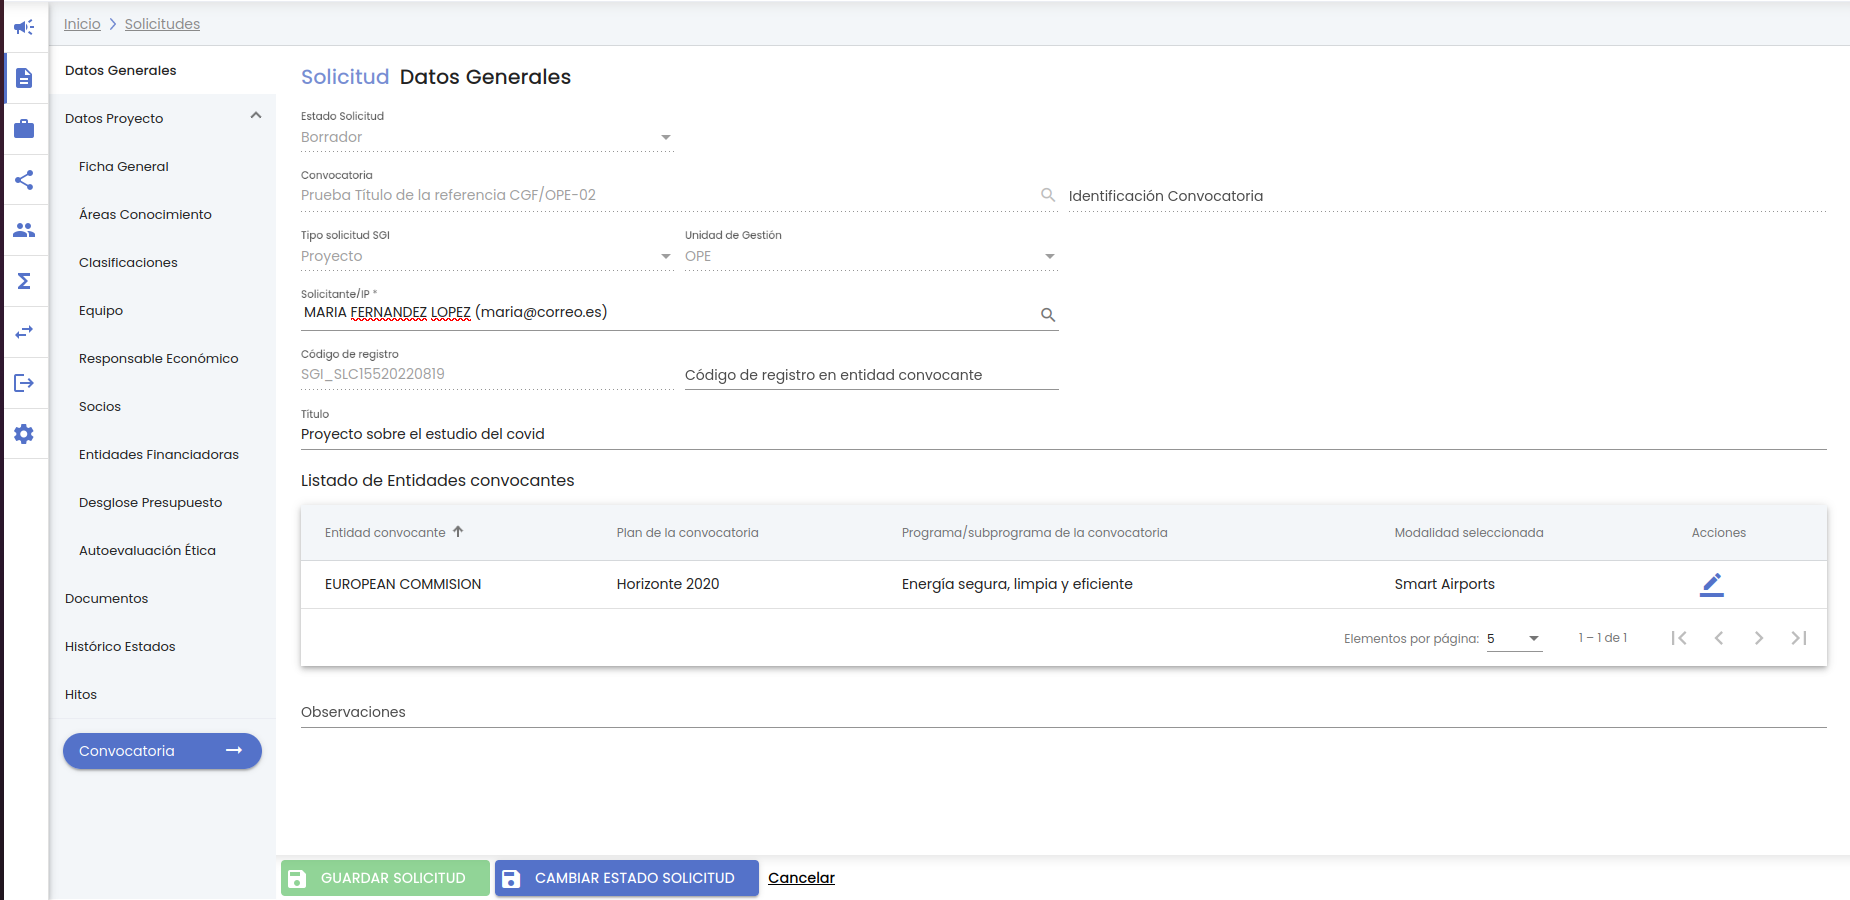 Inicio > Solicitudes
Datos Generales
Datos Proyecto
Ficha General
Áreas Conocimiento
Clasificaciones
Equipo
Responsable Económico
Socios
Entidades Financiadoras
Desglose Presupuesto
Autoevaluación Ética
Documentos
Histórico Estados
Hitos
Convocatoria
Solicitud Datos Generales
Estado Solicitud
Borrador
Convocatoria
Prueba Título de la referencia CGF/OPE-02
Identificación Convocatoria
Tipo solicitud SGI
Proyecto
Unidad de Gestión
OPE
Solicitante/IP *
MARIA FERNANDEZ LOPEZ (maria@correo.es)
Código de registro
SGI_SLC15520220819
Código de registro en entidad convocante
Título
Proyecto sobre el estudio del covid
Listado de Entidades convocantes
Entidad convocante Plan de la convocatoria Programa/subprograma de la convocatoria Modalidad seleccionada Acciones
EUROPEAN COMMISION Horizonte 2020 Energía segura, limpia y eficiente Smart Airports
Elementos por página: 5 1 – 1 de 1
Observaciones
GUARDAR SOLICITUD CAMBIAR ESTADO SOLICITUD Cancelar